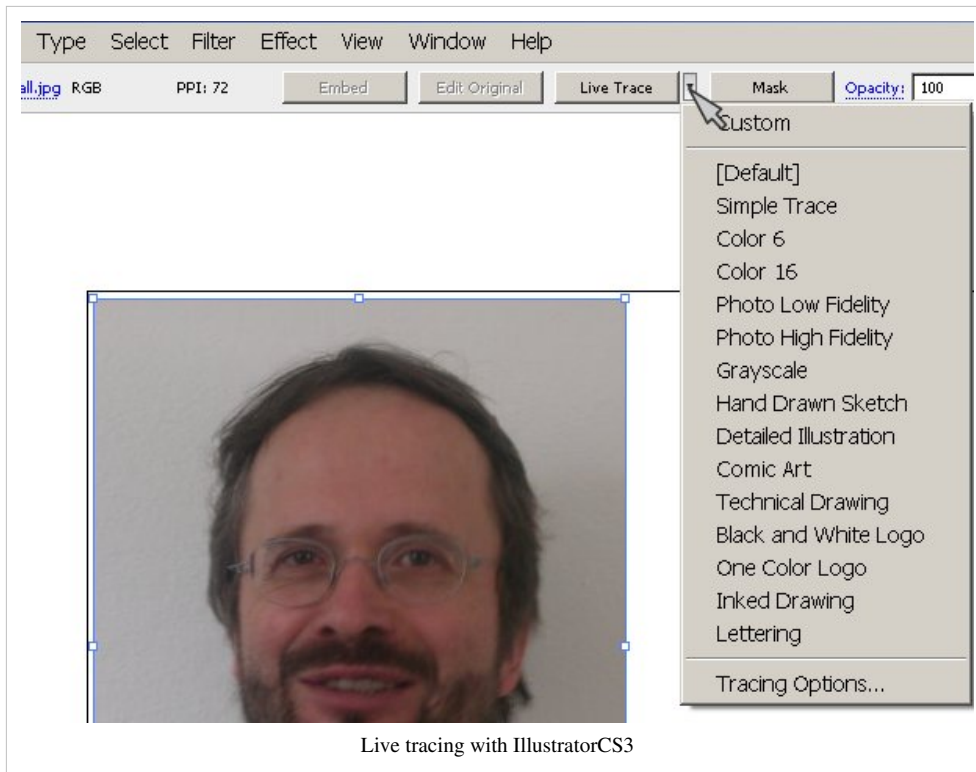 Type Select Filter Effect View Window Help
all.jpg RGB PPI: 72 Embed Edit Original Live Trace Mask Opacity: 100
Custom
[Default]
Simple Trace
Color 6
Color 16
Photo Low Fidelity
Photo High Fidelity
Grayscale
Hand Drawn Sketch
Detailed Illustration
Comic Art
Technical Drawing
Black and White Logo
One Color Logo
Inked Drawing
Lettering
Tracing Options...
Live tracing with IllustratorCS3